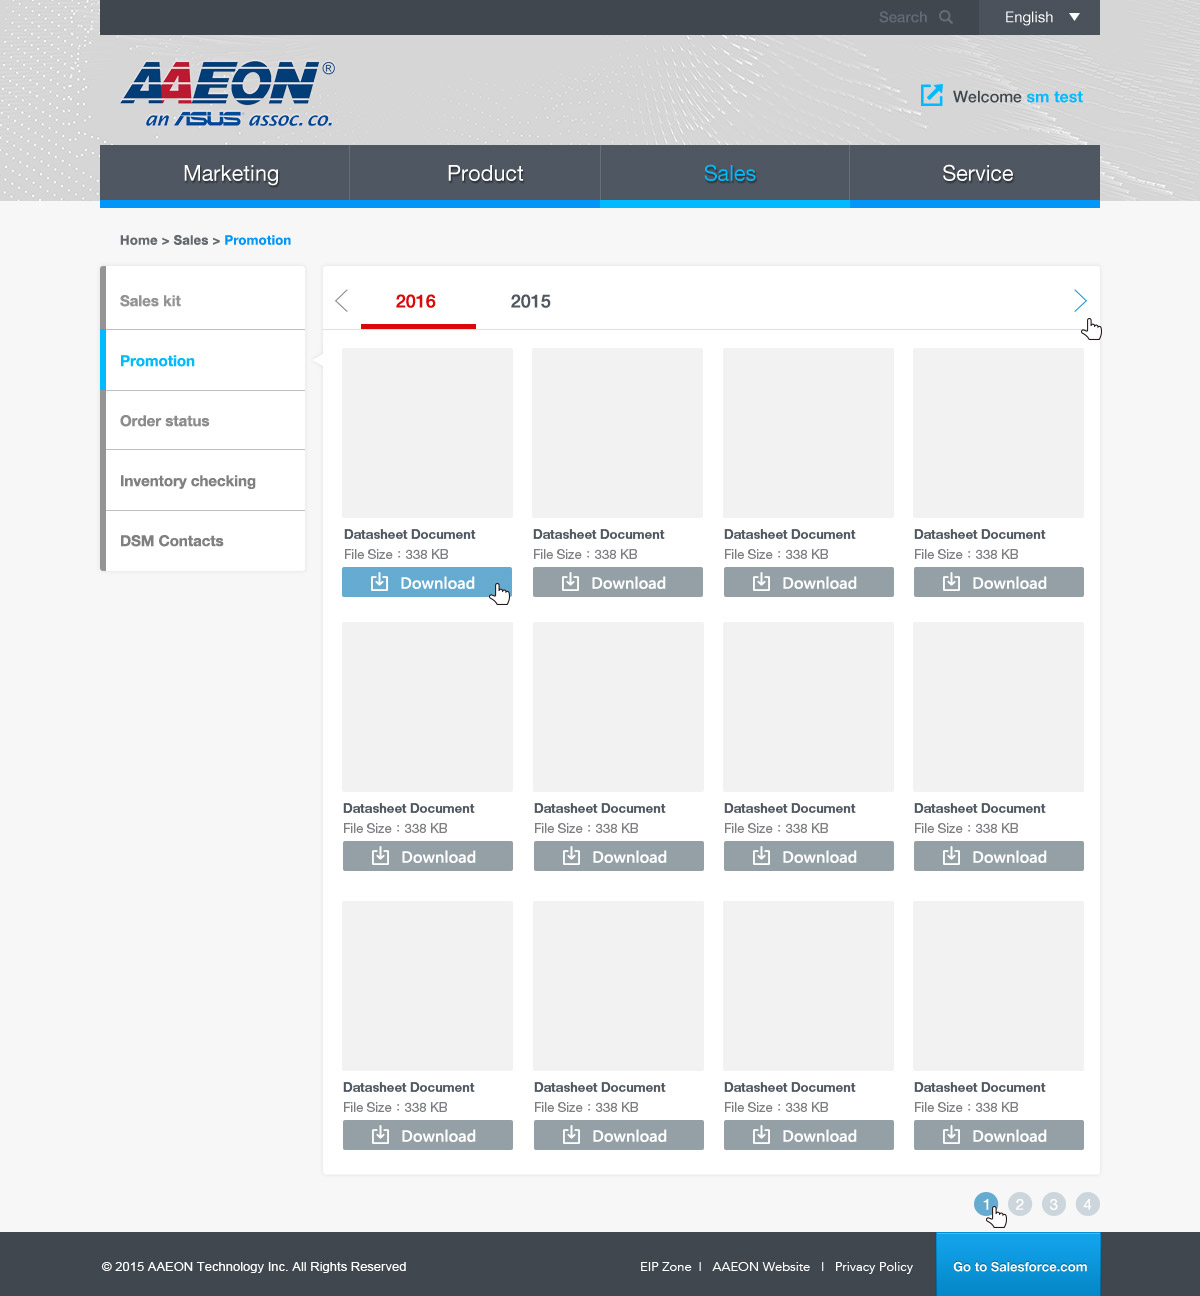 Search
English
AAEON®
an ASUS assoc. co.
Welcome sm test
Marketing Product Sales Service
Home > Sales > Promotion
Sales kit
Promotion
Order status
Inventory checking
DSM Contacts
2016 2015
Datasheet Document Datasheet Document Datasheet Document Datasheet Document
File Size：338 KB File Size：338 KB File Size：338 KB File Size：338 KB
Download Download Download Download
Datasheet Document Datasheet Document Datasheet Document Datasheet Document
File Size：338 KB File Size：338 KB File Size：338 KB File Size：338 KB
Download Download Download Download
Datasheet Document Datasheet Document Datasheet Document Datasheet Document
File Size：338 KB File Size：338 KB File Size：338 KB File Size：338 KB
Download Download Download Download
1 2 3 4
© 2015 AAEON Technology Inc. All Rights Reserved
EIP Zone | AAEON Website | Privacy Policy
Go to Salesforce.com